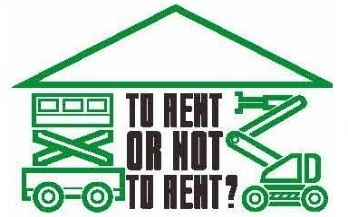 TO RENT
OR NOT
TO RENT?